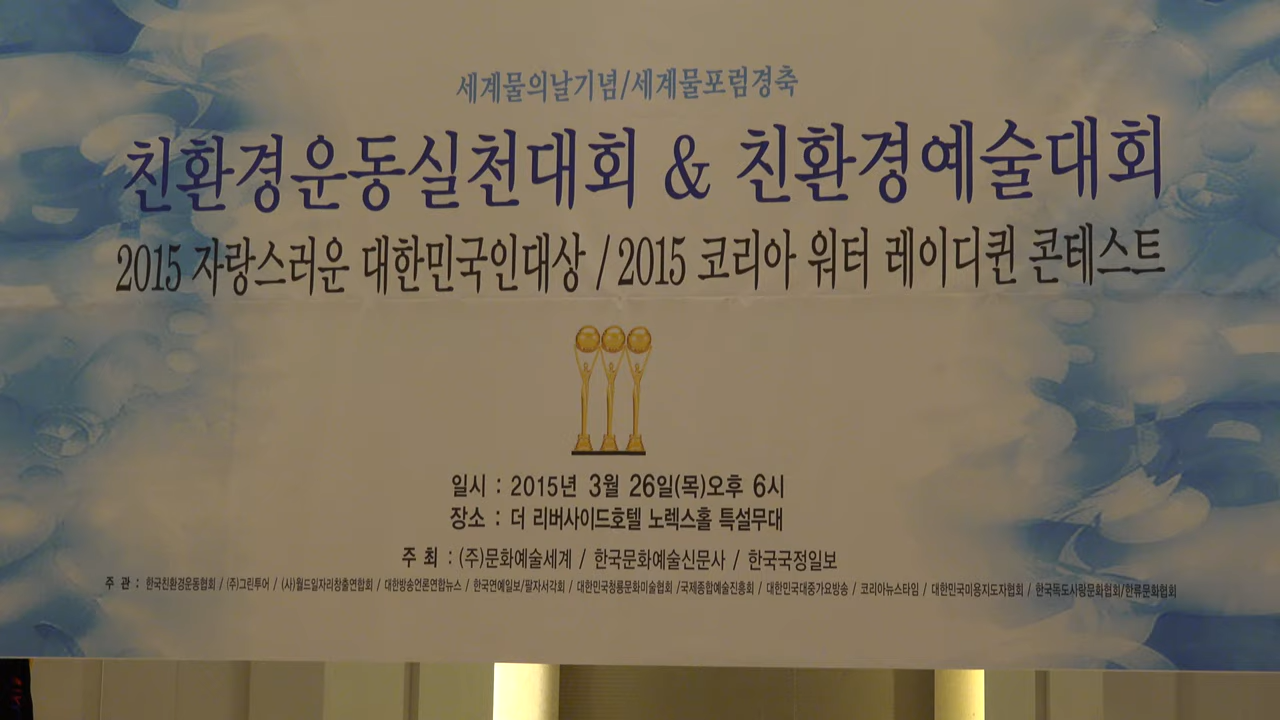 세계물의날기념/세계물포럼경축
친환경운동실천대회 & 친환경예술대회
2015 자랑스러운 대한민국인대상 / 2015 코리아 워터 레이디퀸 콘테스트
일시 : 2015년 3월 26일(목)오후 6시
장소 : 더 리버사이드호텔 노렉스홀 특설무대
주 최 : (주)문화예술세계 / 한국문화예술신문사 / 한국국정일보
주 관 : 한국친환경운동협회 / (주)그린투어 / (사)월드일자리창출연합회 / 대한방송언론연합뉴스 / 한국연예일보/팔자서각회 / 대한민국청룡문화미술협회 /국제종합예술진흥회 / 대한민국대중가요방송 / 코리아뉴스타임 / 대한민국미용지도자협회 / 한국독도사랑문화협회/한류문화협회